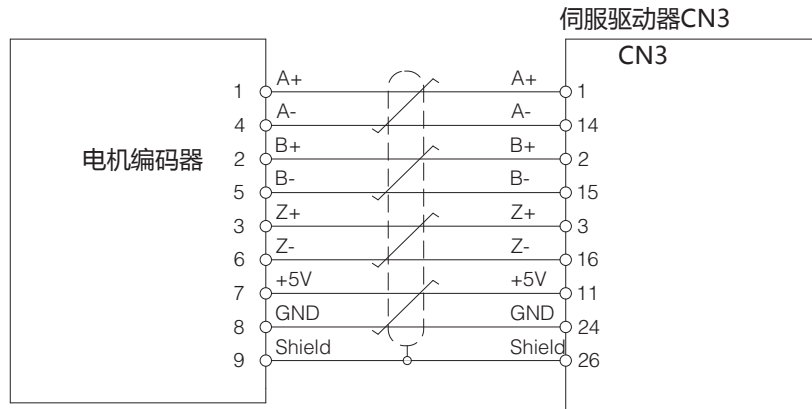 伺服驱动器CN3
CN3
电机编码器
1 A+ A+ 1
4 A- A- 14
2 B+ B+ 2
5 B- B- 15
3 Z+ Z+ 3
6 Z- Z- 16
7 +5V +5V 11
8 GND GND 24
9 Shield Shield 26